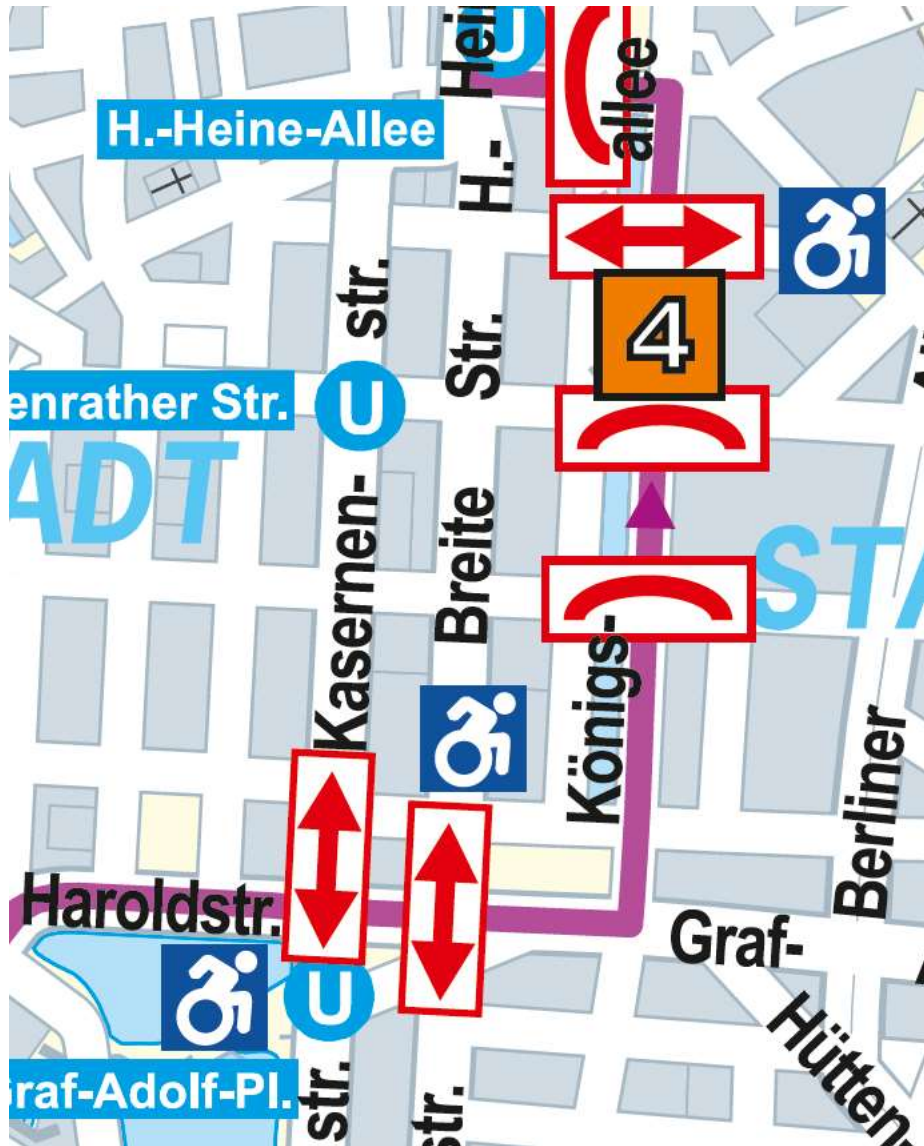 Hei
U
allee
H.-Heine-Allee
H.-
str.
Str.
4
enrather Str.
U
ADT
Kasernen-
Breite
STA
Königs-
Berliner
Haroldstr.
Graf-
U
Hütten
raf-Adolf-Pl.
str.
str.